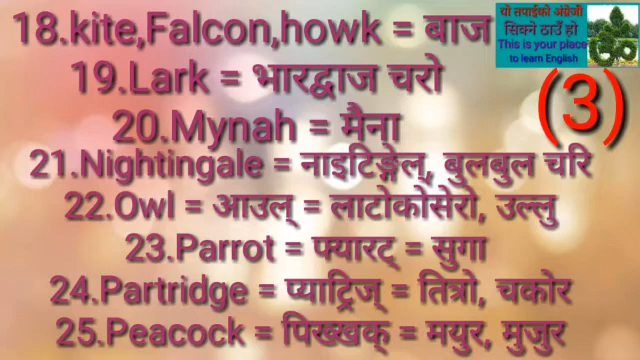 18.kite,Falcon,howk = बाज
19.Lark = भारद्वाज चरो
20.Mynah = मैना
21.Nightingale = नाइटिङ्गेल्, बुलबुल चरि
22.Owl = आउल् = लाटोकोसेरो, उल्लु
23.Parrot = फ्यारट् = सुगा
24.Partridge = प्याट्रिज् = तित्रो, चकोर
25.Peacock = पिख्खक् = मयुर, मुजुर
यो तपाईको अंग्रेजी
सिक्ने ठाउँ हो
This is your place
to learn English
(3)